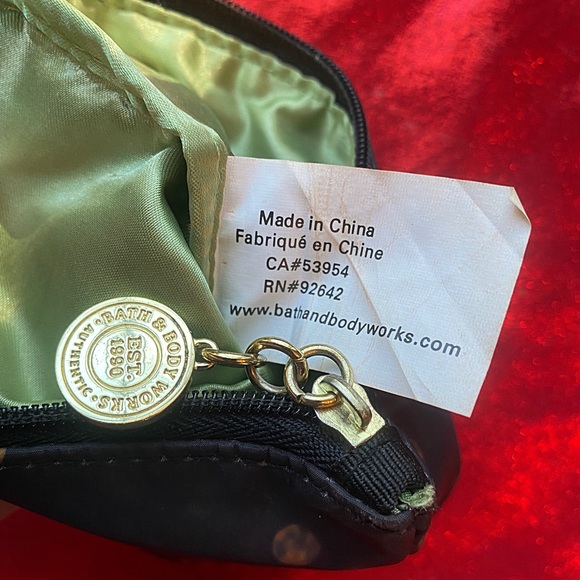 Made in China
Fabriqué en Chine
CA#53954
RN#92642
www.bathandbodyworks.com
BATH & BODY WORKS • AUTHENTIC •
EST.
1990